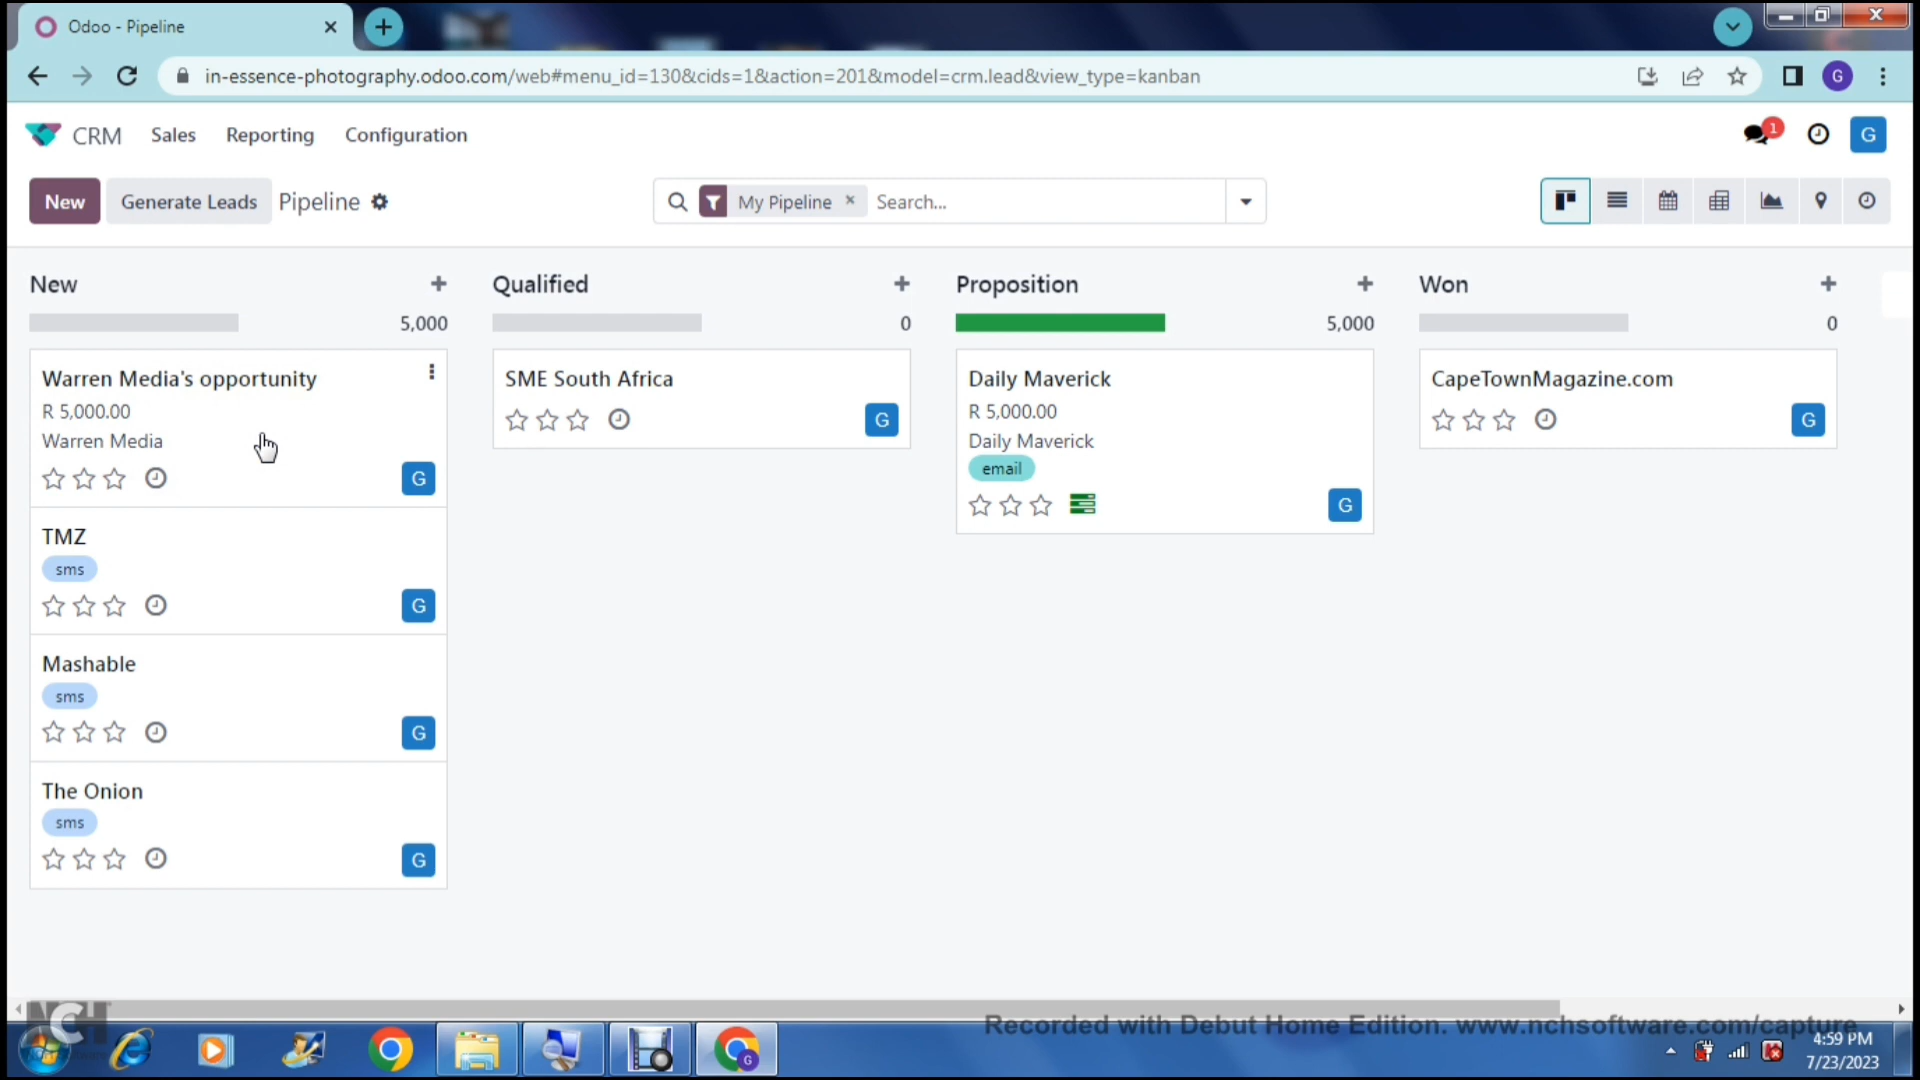 Odoo - Pipeline
in-essence-photography.odoo.com/web#menu_id=130&cids=1&action=201&model=crm.lead&view_type=kanban
G
CRM Sales Reporting Configuration
1
G
New Generate Leads Pipeline
My Pipeline × Search...
New
5,000
Warren Media's opportunity
R 5,000.00
Warren Media
G
TMZ
sms
G
Mashable
sms
G
The Onion
sms
G
Qualified
0
SME South Africa
G
Proposition
5,000
Daily Maverick
R 5,000.00
Daily Maverick
email
G
Won
0
CapeTownMagazine.com
G
NCH
Recorded with Debut Home Edition. www.nchsoftware.com/capture
G
4:59 PM
7/23/2023